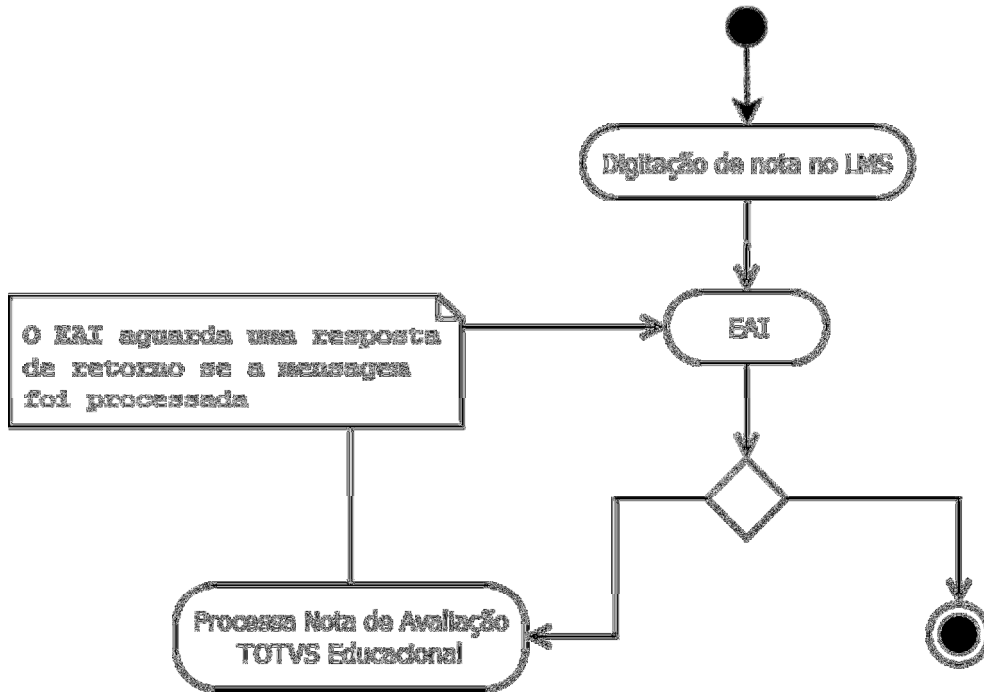 Digitação de nota no LMS
EAI
O EAI aguarda uma resposta
de retorno se a mensagem
foi processada
Processa Nota de Avaliação
TOTVS Educacional